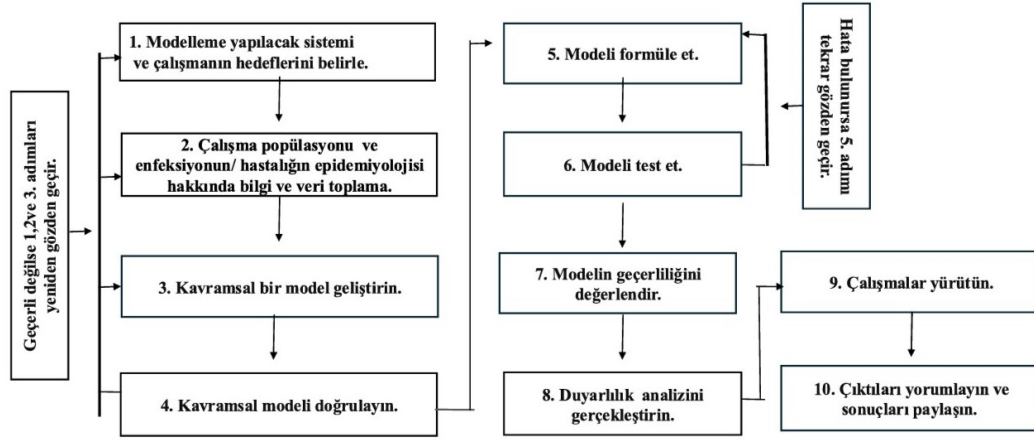 Geçerli değilse 1,2ve 3. adımları
yeniden gözden geçir.
1. Modelleme yapılacak sistemi
ve çalışmanın hedeflerini belirle.
2. Çalışma popülasyonu ve
enfeksiyonun/ hastalığın epidemiyolojisi
hakkında bilgi ve veri toplama.
3. Kavramsal bir model geliştirin.
4. Kavramsal modeli doğrulayın.
5. Modeli formüle et.
6. Modeli test et.
Hata bulunursa 5. adımı
tekrar gözden geçir.
7. Modelin geçerliliğini
değerlendir.
8. Duyarlılık analizini
gerçekleştirin.
9. Çalışmalar yürütün.
10. Çıktıları yorumlayın ve
sonuçları paylaşın.